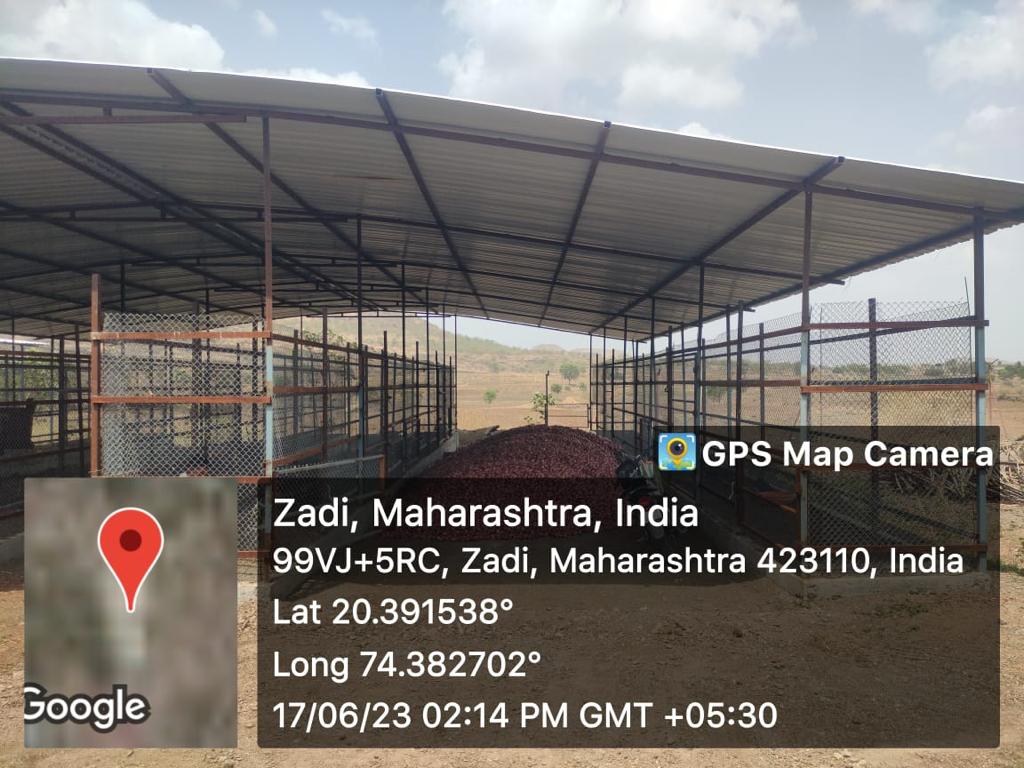 GPS Map Camera
Zadi, Maharashtra, India
99VJ+5RC, Zadi, Maharashtra 423110, India
Lat 20.391538°
Long 74.382702°
17/06/23 02:14 PM GMT +05:30
Google